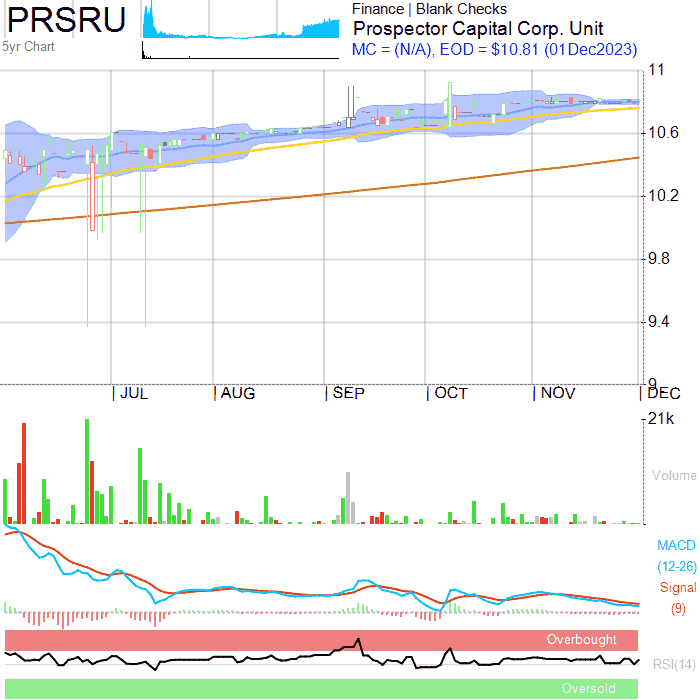 PRSRU
5yr Chart
Finance | Blank Checks
Prospector Capital Corp. Unit
MC = (N/A), EOD = $10.81 (01Dec2023)
11
10.6
10.2
9.8
9.4
9
JUL
AUG
SEP
OCT
NOV
DEC
21k
Volume
MACD
(12-26)
Signal
(9)
Overbought
RSI(14)
Oversold